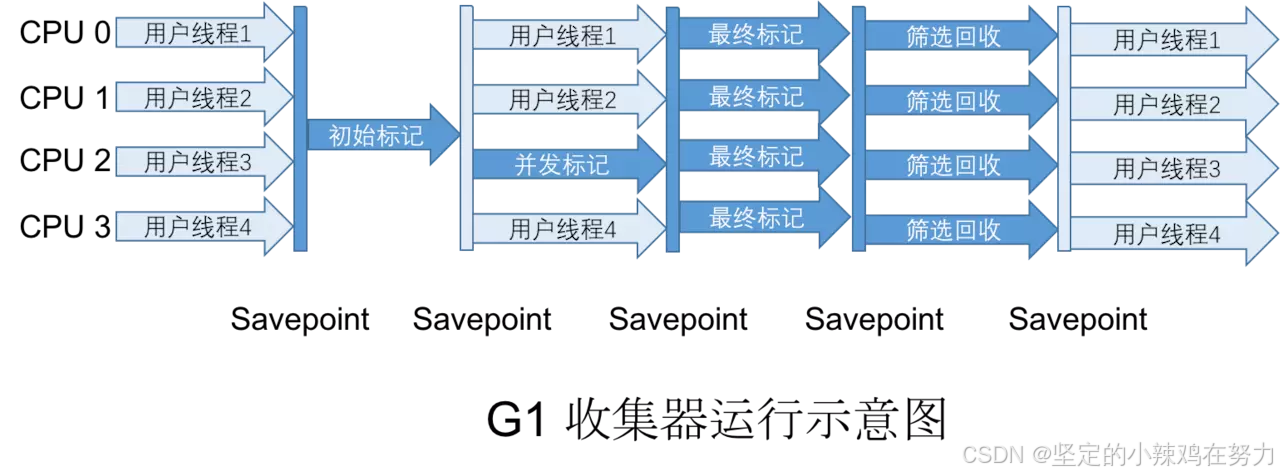 CPU 0 用户线程1 用户线程1 最终标记 筛选回收 用户线程1
CPU 1 用户线程2 用户线程2 最终标记 筛选回收 用户线程2
初始标记
CPU 2 用户线程3 并发标记 最终标记 筛选回收 用户线程3
CPU 3 用户线程4 用户线程4 最终标记 筛选回收 用户线程4
Savepoint Savepoint Savepoint Savepoint Savepoint
G1 收集器运行示意图
CSDN @坚定的小辣鸡在努力